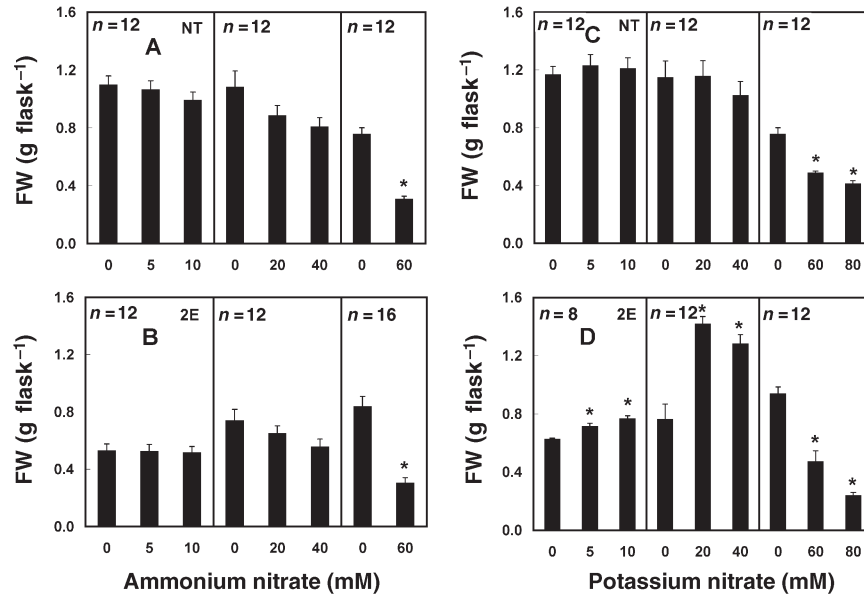 1.6 n = 12 A NT n = 12 n = 12
1.2
0.8
0.4
0.0
FW (g flask⁻¹)
*
0 5 10 0 20 40 0 60
1.6 n = 12 C NT n = 12 n = 12
1.2
0.8
0.4
0.0
FW (g flask⁻¹)
* *
0 5 10 0 20 40 0 60 80
1.6 n = 12 B 2E n = 12 n = 16
1.2
0.8
0.4
0.0
FW (g flask⁻¹)
*
0 5 10 0 20 40 0 60
Ammonium nitrate (mM)
1.6 n = 8 D 2E n = 12 n = 12
1.2
0.8
0.4
0.0
FW (g flask⁻¹)
* * * * * *
0 5 10 0 20 40 0 60 80
Potassium nitrate (mM)